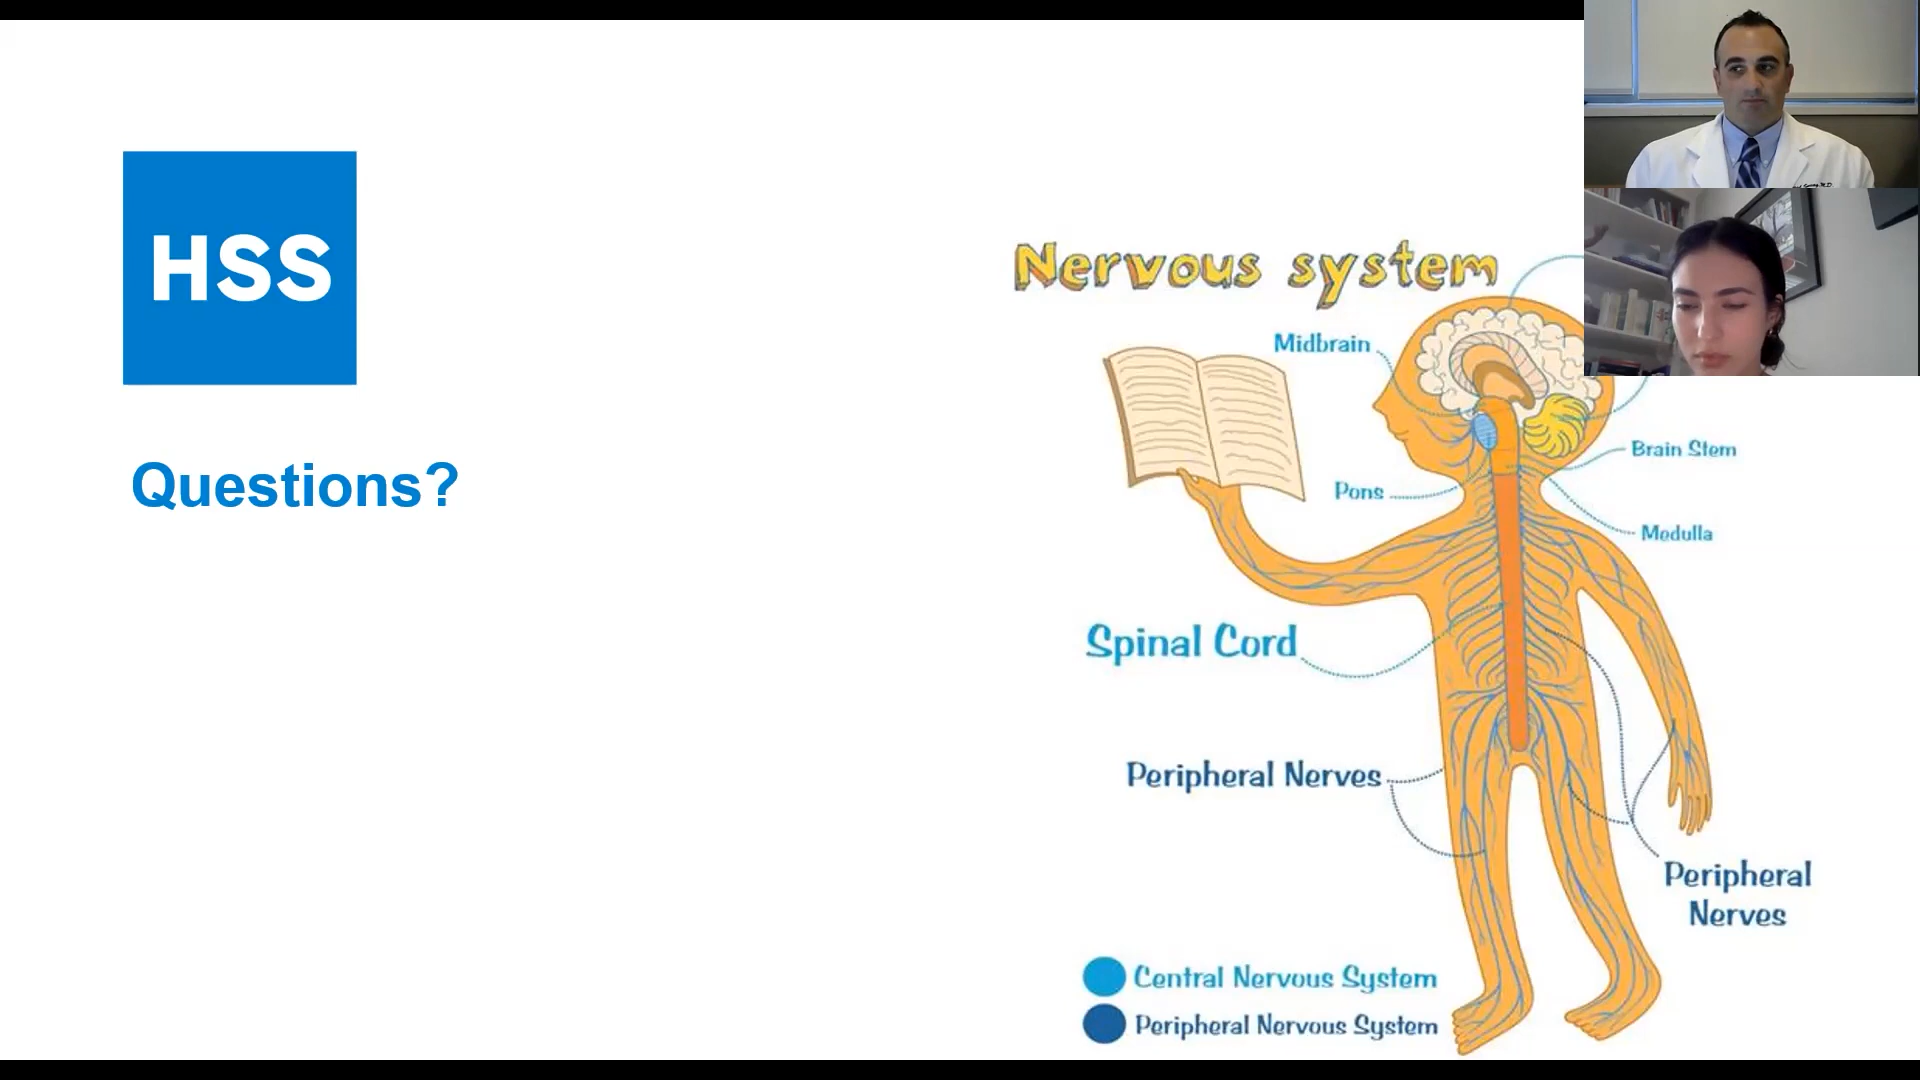 HSS
Questions?
Nervous system
Midbrain
Brain Stem
Pons
Medulla
Spinal Cord
Peripheral Nerves
Peripheral
Nerves
Central Nervous System
Peripheral Nervous System
M.D.